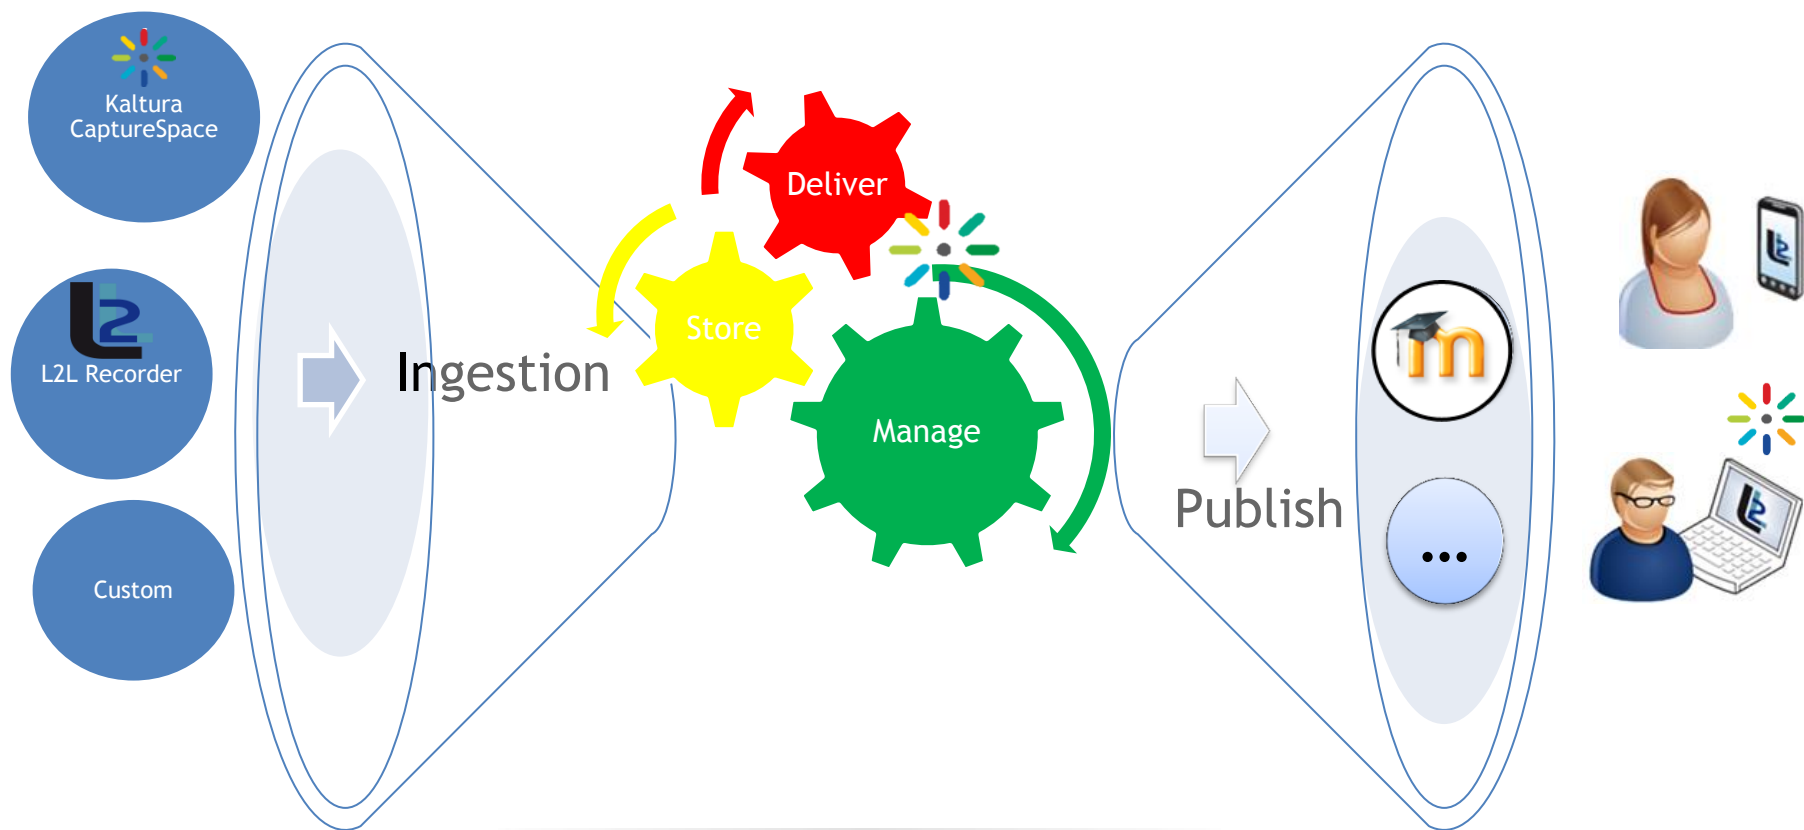 Kaltura
CaptureSpace
L2L Recorder
Custom
Ingestion
Deliver
Store
Manage
Publish
m
...